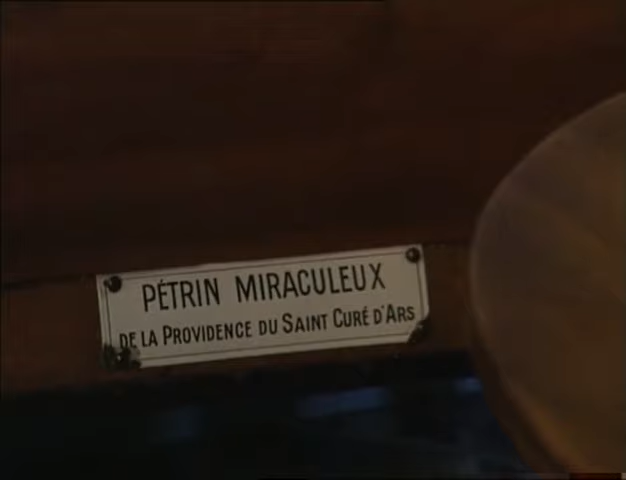 PÉTRIN MIRACULEUX
DE LA PROVIDENCE DU SAINT CURÉ D'ARS